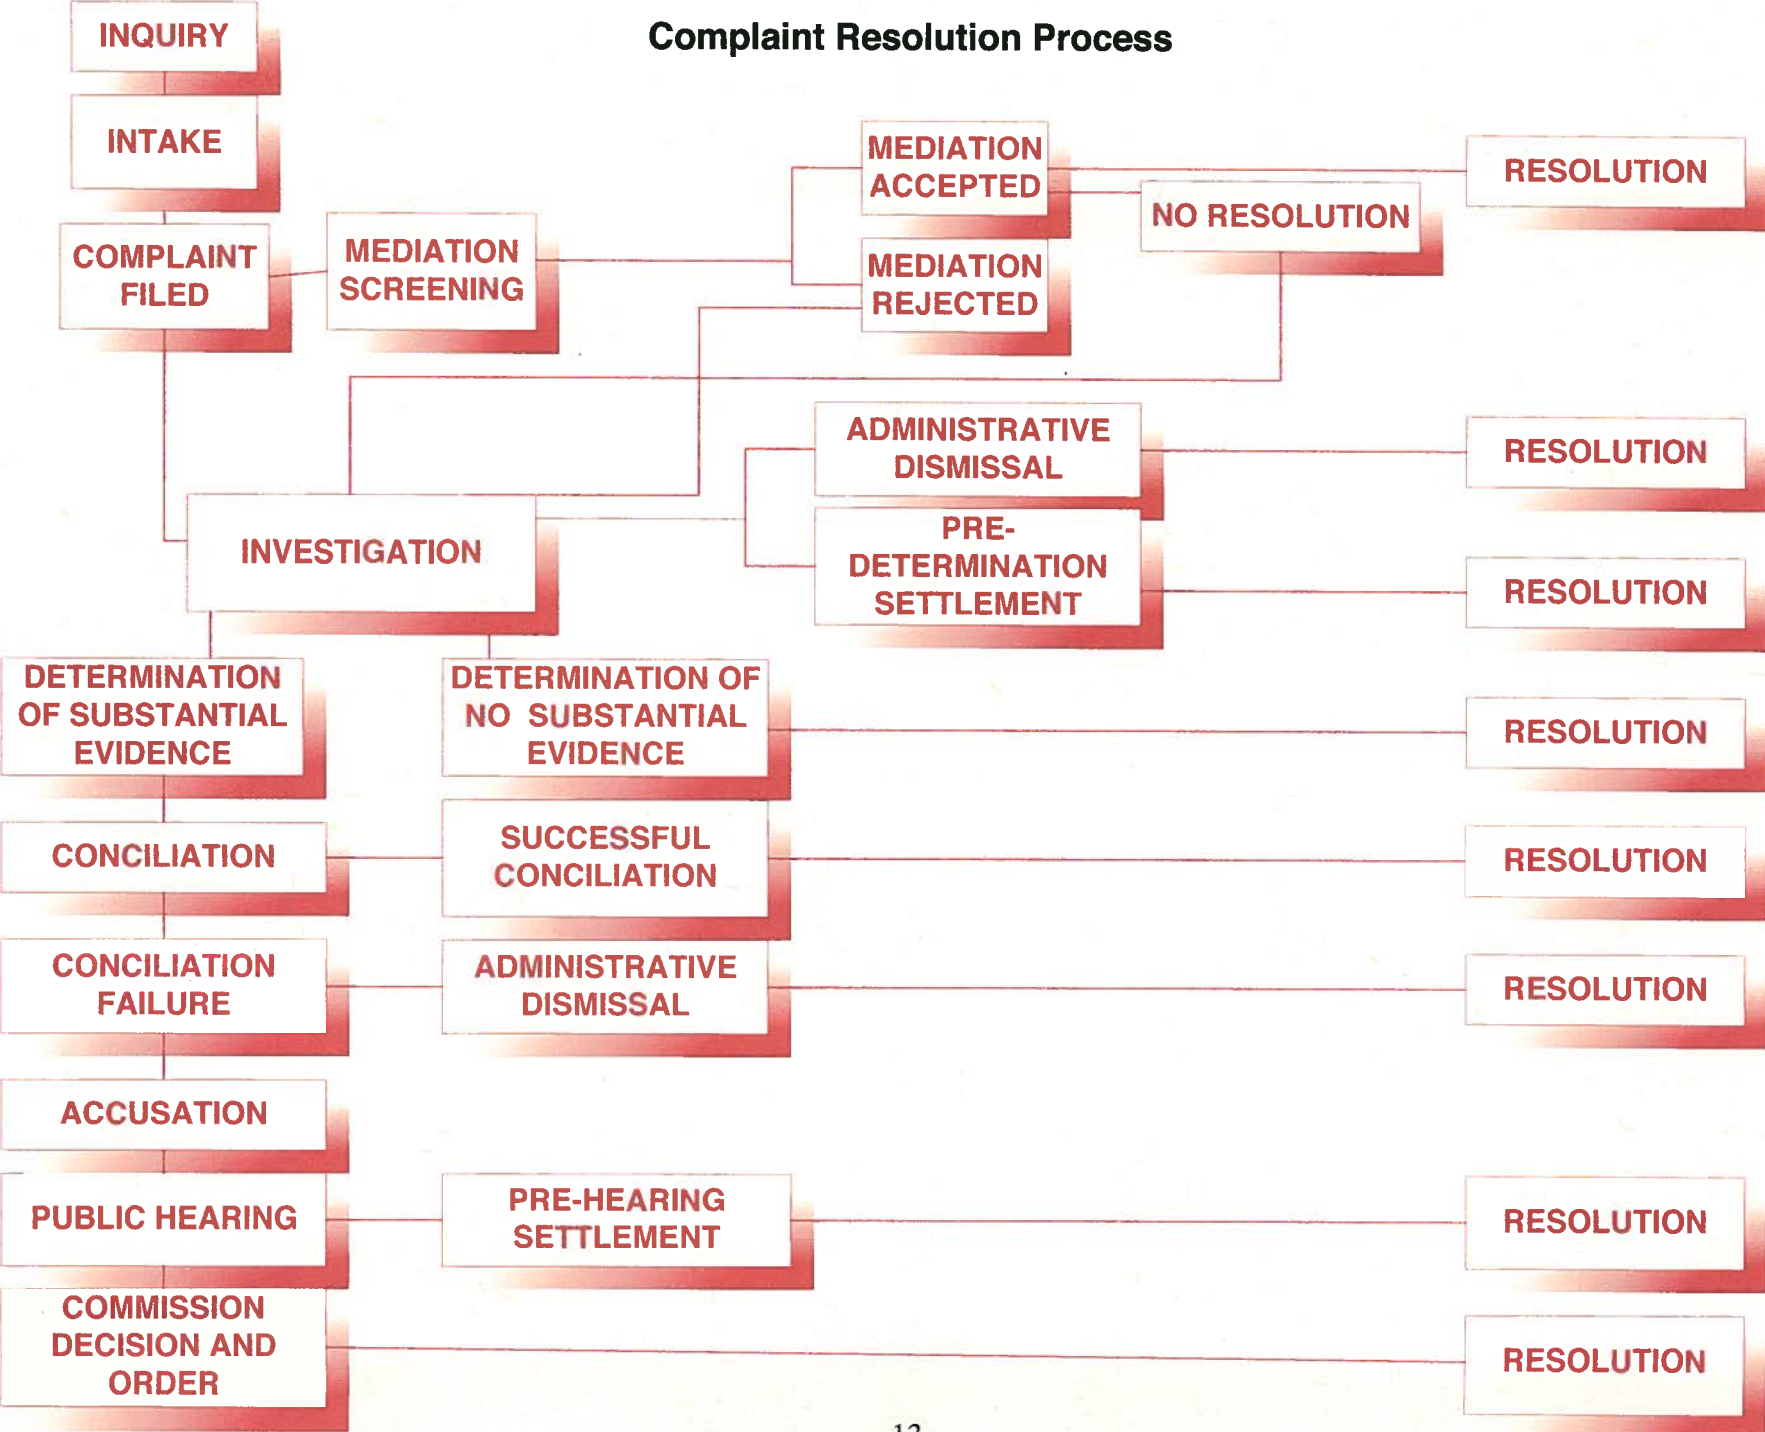 Complaint Resolution Process
INQUIRY
INTAKE
COMPLAINT
FILED
MEDIATION
SCREENING
MEDIATION
ACCEPTED
RESOLUTION
NO RESOLUTION
MEDIATION
REJECTED
ADMINISTRATIVE
DISMISSAL
RESOLUTION
INVESTIGATION
PRE-
DETERMINATION
SETTLEMENT
RESOLUTION
DETERMINATION
OF SUBSTANTIAL
EVIDENCE
DETERMINATION OF
NO SUBSTANTIAL
EVIDENCE
RESOLUTION
CONCILIATION
SUCCESSFUL
CONCILIATION
RESOLUTION
CONCILIATION
FAILURE
ADMINISTRATIVE
DISMISSAL
RESOLUTION
ACCUSATION
PUBLIC HEARING
PRE-HEARING
SETTLEMENT
RESOLUTION
COMMISSION
DECISION AND
ORDER
RESOLUTION